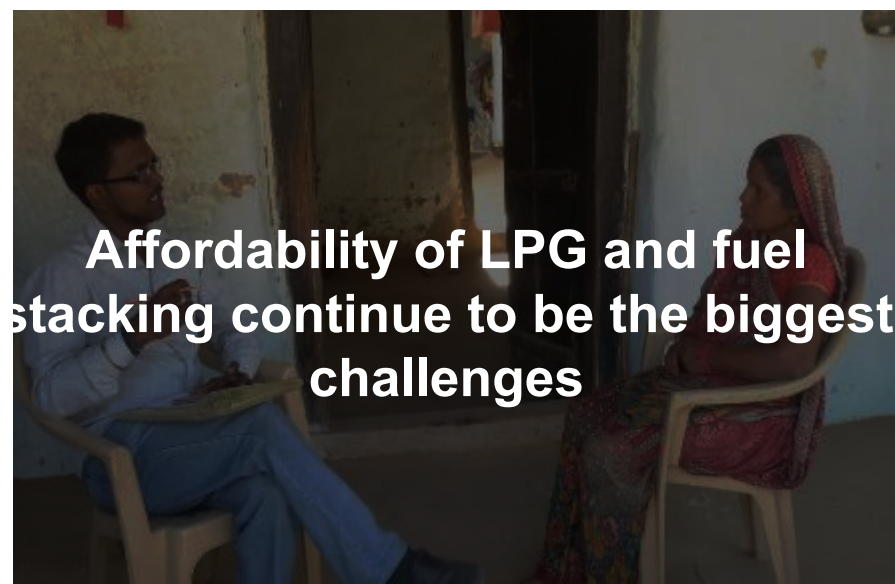 Affordability of LPG and fuel
stacking continue to be the biggest
challenges